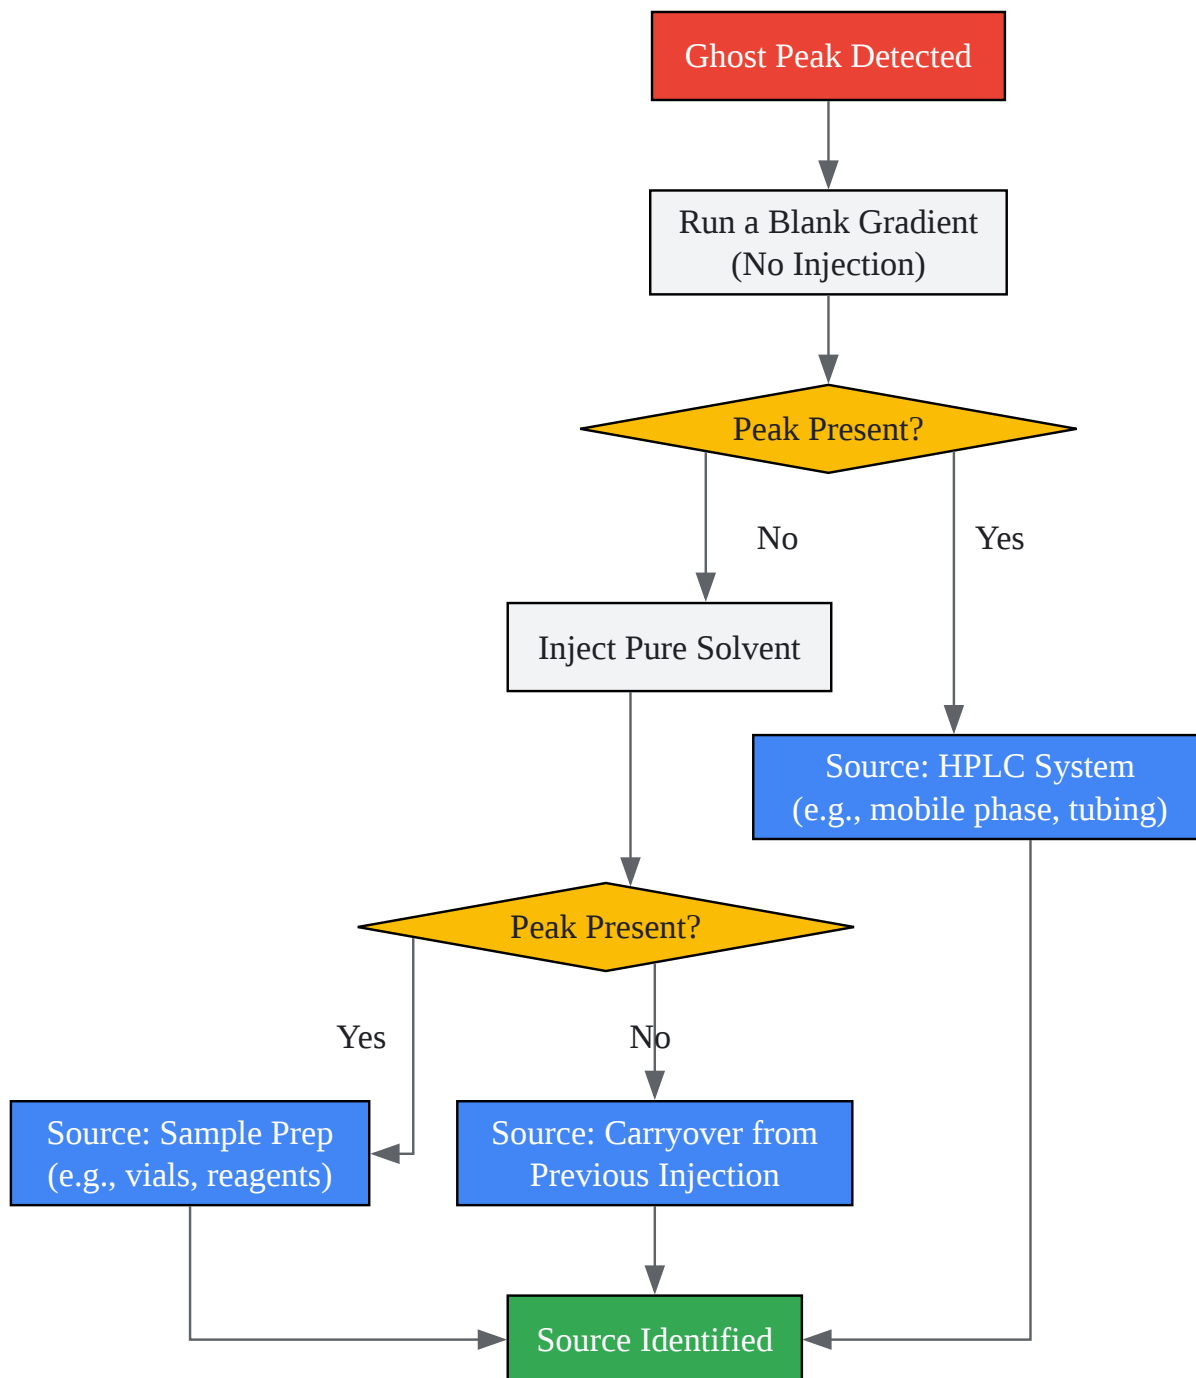 Ghost Peak Detected
Run a Blank Gradient
(No Injection)
Peak Present?
No
Yes
Inject Pure Solvent
Source: HPLC System
(e.g., mobile phase, tubing)
Peak Present?
Yes
No
Source: Sample Prep
(e.g., vials, reagents)
Source: Carryover from
Previous Injection
Source Identified